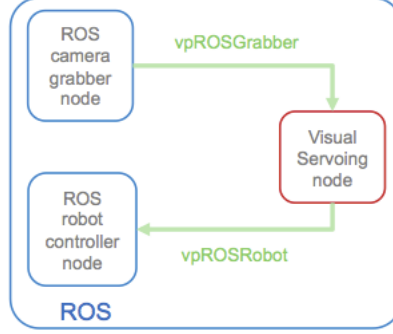 ROS
camera
grabber
node
vpROSGrabber
Visual
Servoing
node
ROS
robot
controller
node
vpROSRobot
ROS